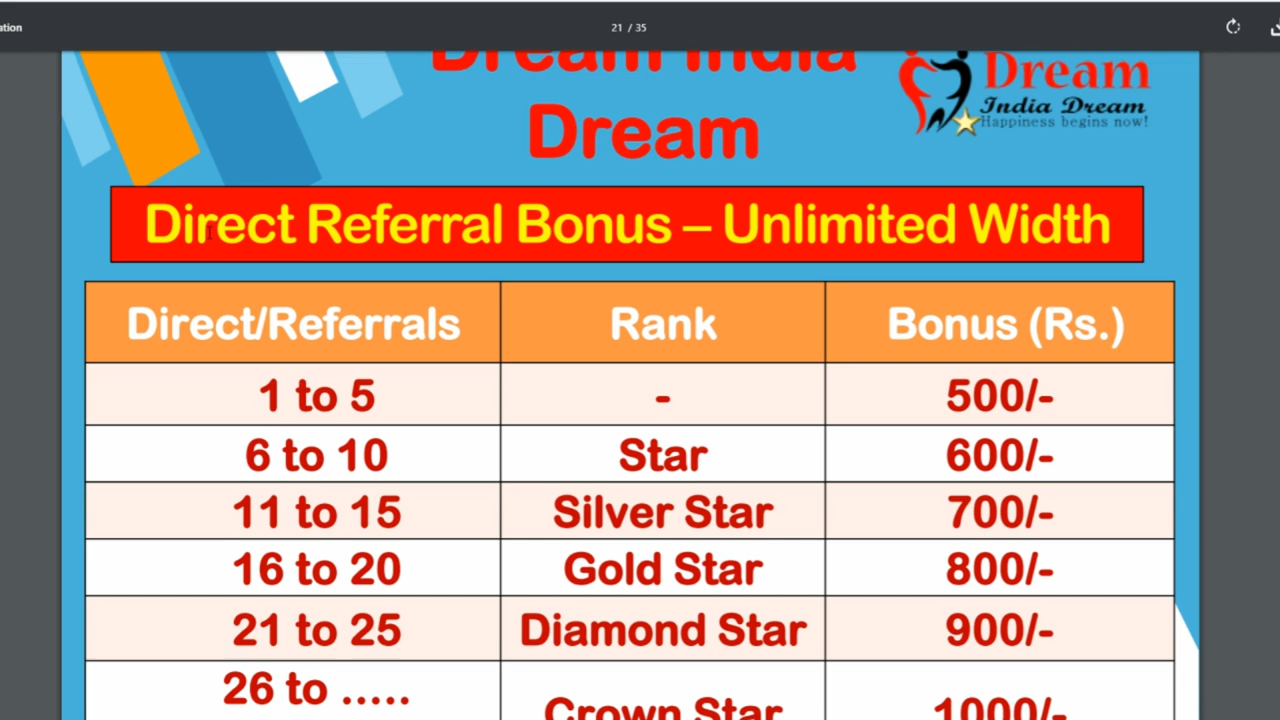 ation
21 / 35
Dream India
Dream
Dream
India Dream
Happiness begins now!
Direct Referral Bonus – Unlimited Width
Direct/Referrals Rank Bonus (Rs.)
1 to 5 - 500/-
6 to 10 Star 600/-
11 to 15 Silver Star 700/-
16 to 20 Gold Star 800/-
21 to 25 Diamond Star 900/-
26 to ..... Crown Star 1000/-